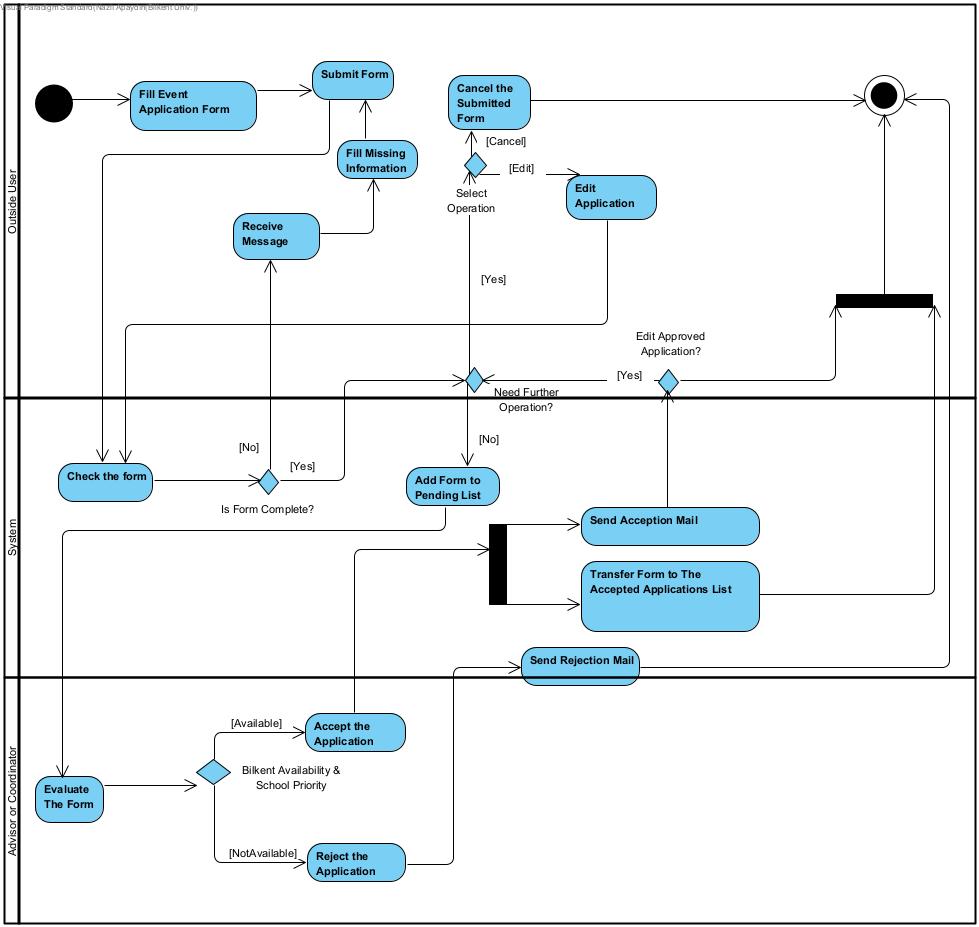 Visual Paradigm Standard(Nazli Apaydin(Bilkent Univ.))
Outside User
Fill Event
Application Form
Submit Form
Fill Missing
Information
Receive
Message
Cancel the
Submitted
Form
[Cancel]
[Edit]
Select
Operation
Edit
Application
[Yes]
Edit Approved
Application?
[Yes]
Need Further
Operation?
System
[No]
[Yes]
[No]
Check the form
Is Form Complete?
Add Form to
Pending List
Send Acception Mail
Transfer Form to The
Accepted Applications List
Send Rejection Mail
Advisor or Coordinator
[Available]
Accept the
Application
Bilkent Availability &
School Priority
Evaluate
The Form
[NotAvailable]
Reject the
Application